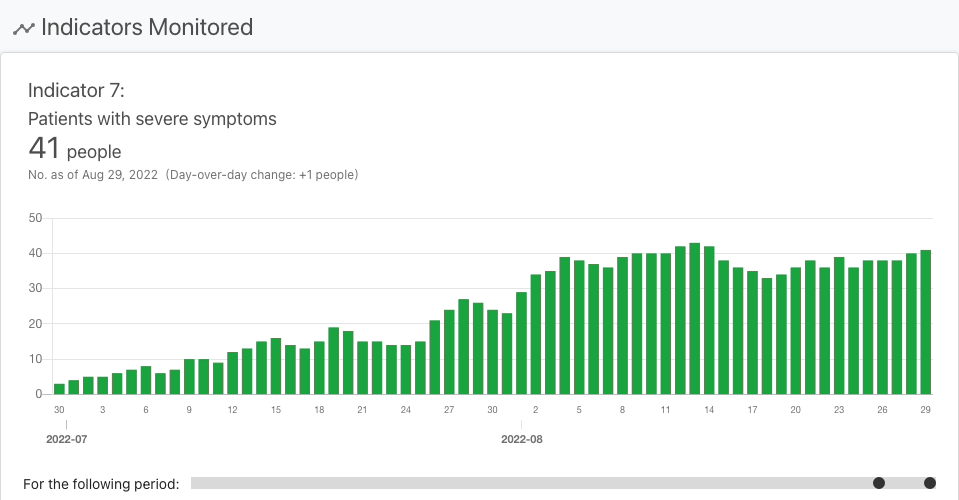 Indicators Monitored
Indicator 7:
Patients with severe symptoms
41 people
No. as of Aug 29, 2022 (Day-over-day change: +1 people)
50
40
30
20
10
0
30 3 6 9 12 15 18 21 24 27 30 2 5 8 11 14 17 20 23 26 29
2022-07 2022-08
For the following period: